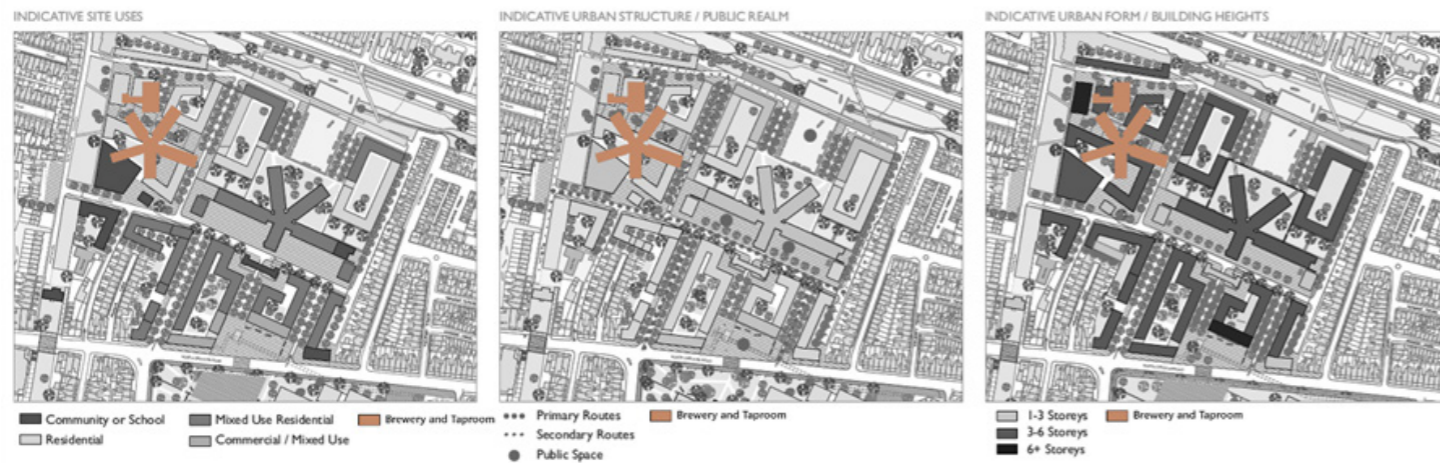 INDICATIVE SITE USES
INDICATIVE URBAN STRUCTURE / PUBLIC REALM
INDICATIVE URBAN FORM / BUILDING HEIGHTS
Community or School
Mixed Use Residential
Brewery and Taproom
Residential
Commercial / Mixed Use
Primary Routes
Brewery and Taproom
Secondary Routes
Public Space
1-3 Storeys
Brewery and Taproom
3-6 Storeys
6+ Storeys